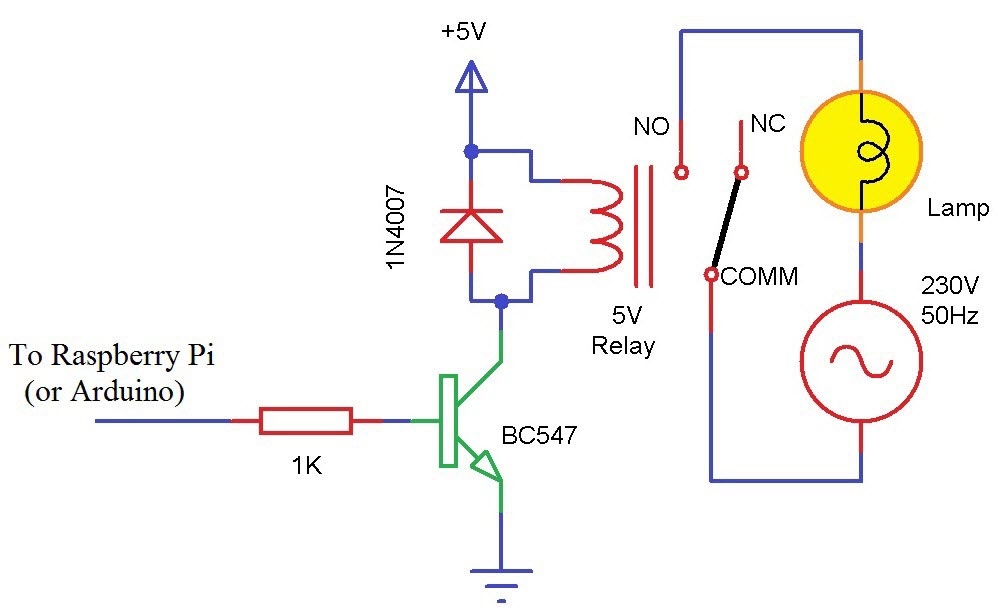 +5V
NO
NC
1N4007
Lamp
COMM
230V
50Hz
5V
Relay
To Raspberry Pi
(or Arduino)
BC547
1K